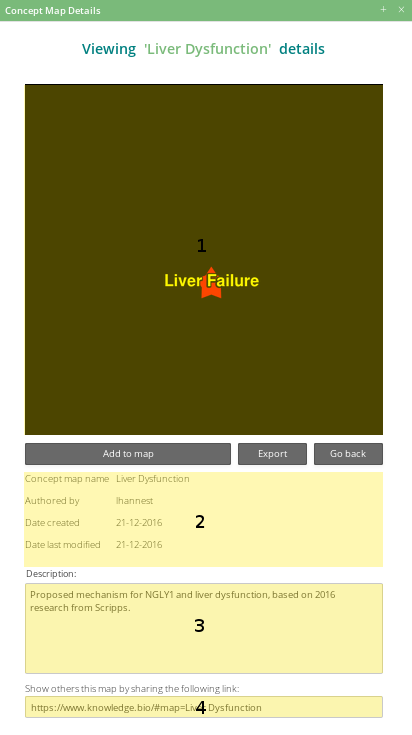 Concept Map Details + ×
Viewing 'Liver Dysfunction' details
1
Liver Failure
Add to map Export Go back
Concept map name Liver Dysfunction
Authored by lhannest
Date created 21-12-2016 2
Date last modified 21-12-2016
Description:
Proposed mechanism for NGLY1 and liver dysfunction, based on 2016
research from Scripps.
3
Show others this map by sharing the following link:
https://www.knowledge.bio/#map=Liver Dysfunction
4